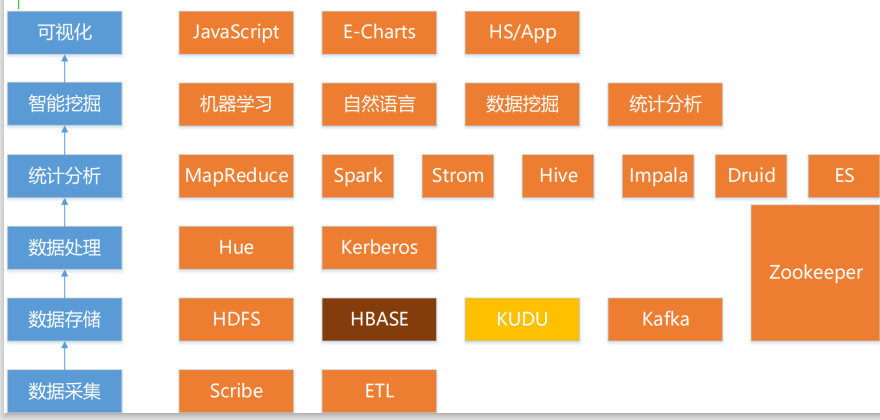 可视化 JavaScript E-Charts HS/App
智能挖掘 机器学习 自然语言 数据挖掘 统计分析
统计分析 MapReduce Spark Strom Hive Impala Druid ES
数据处理 Hue Kerberos
Zookeeper
数据存储 HDFS HBASE KUDU Kafka
数据采集 Scribe ETL